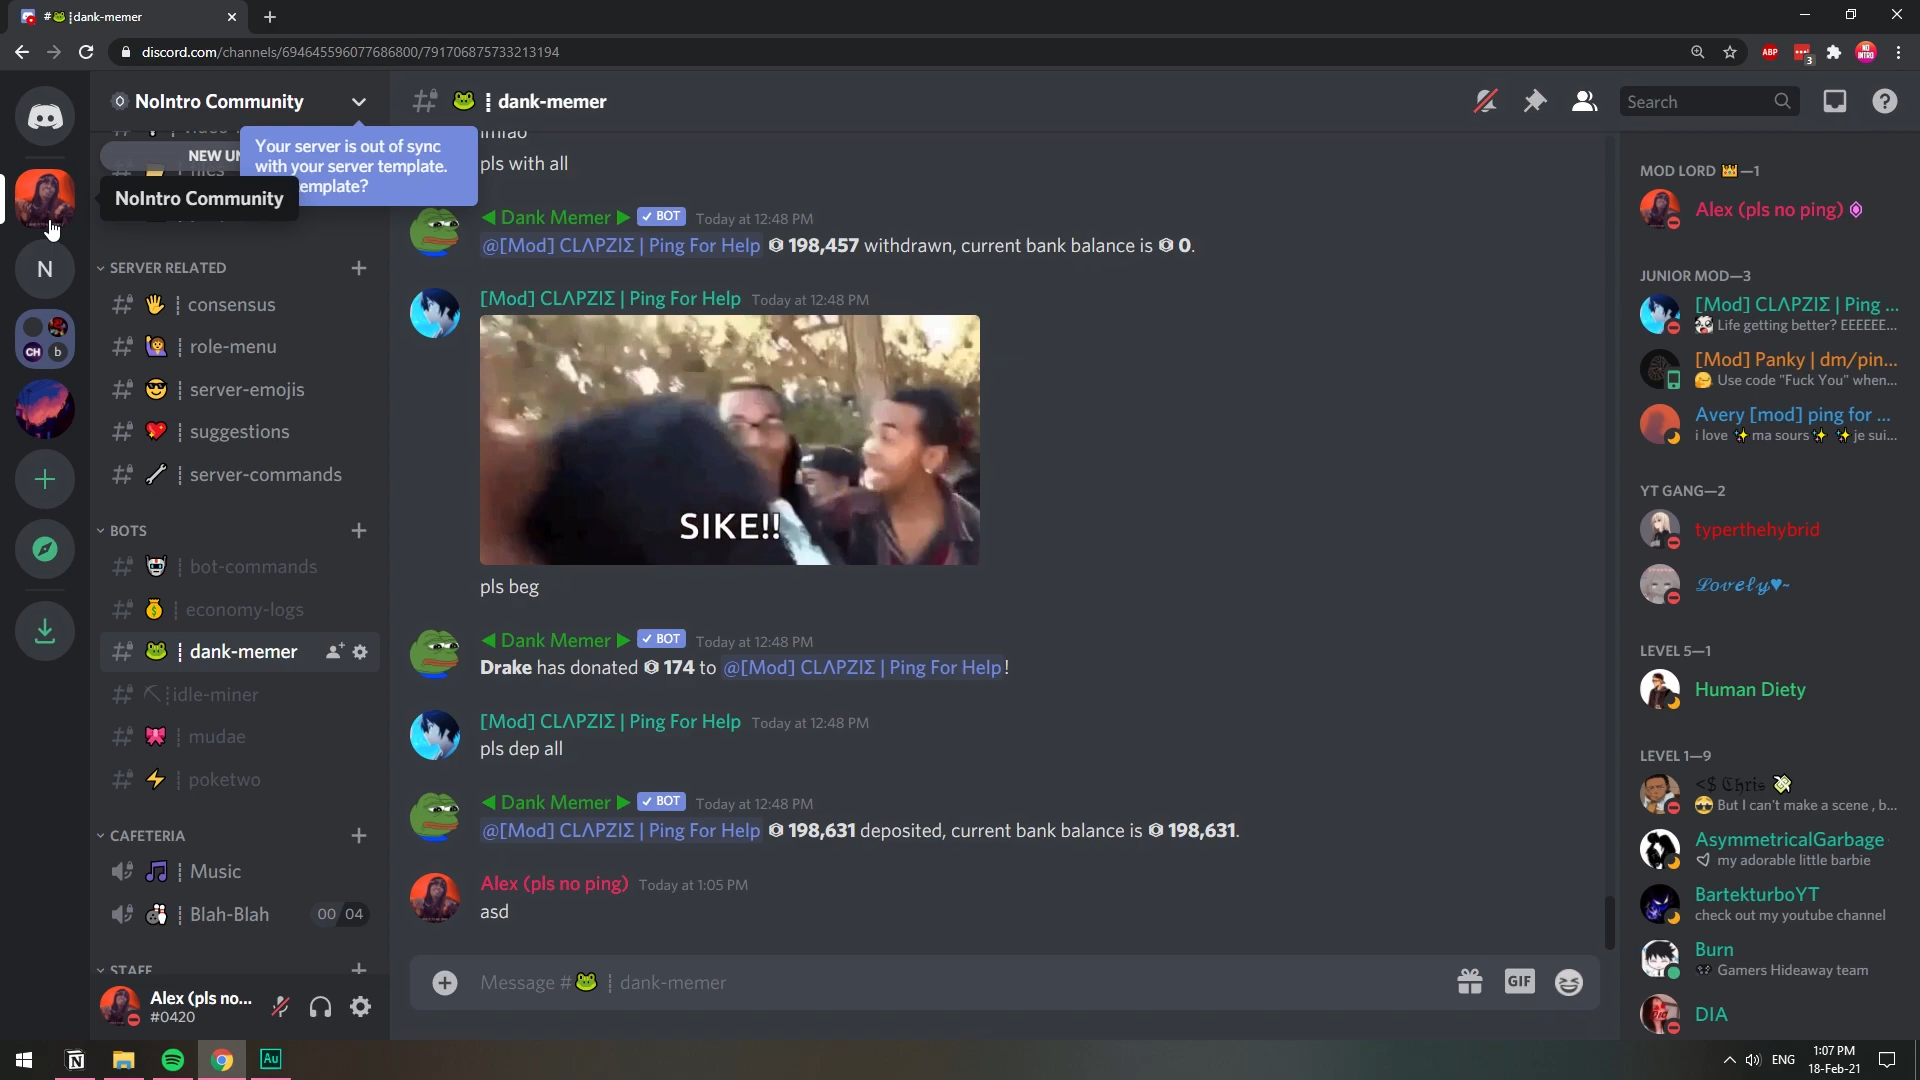 # 🐸┊dank-memer
discord.com/channels/694645596077686800/791706875733213194
ABP
3
NO INTRO
NoIntro Community
NEW UN
Your server is out of sync
with your server template.
emplate?
NoIntro Community
N
CH
b
SERVER RELATED
👋┊consensus
🙋┊role-menu
😎┊server-emojis
💖┊suggestions
🔧┊server-commands
BOTS
🤖┊bot-commands
💰┊economy-logs
🐸┊dank-memer
⛏┊idle-miner
🎀┊mudae
⚡┊poketwo
CAFETERIA
🎵┊Music
🎳┊Blah-Blah
00 04
STAFF
Alex (pls no...
#0420
🐸┊dank-memer
Search
lmfao
pls with all
◀ Dank Memer ▶ ✓ BOT Today at 12:48 PM
@[Mod] CLΛPZIΣ | Ping For Help 198,457 withdrawn, current bank balance is 0.
[Mod] CLΛPZIΣ | Ping For Help Today at 12:48 PM
SIKE!!
pls beg
◀ Dank Memer ▶ ✓ BOT Today at 12:48 PM
Drake has donated 174 to @[Mod] CLΛPZIΣ | Ping For Help!
[Mod] CLΛPZIΣ | Ping For Help Today at 12:48 PM
pls dep all
◀ Dank Memer ▶ ✓ BOT Today at 12:48 PM
@[Mod] CLΛPZIΣ | Ping For Help 198,631 deposited, current bank balance is 198,631.
Alex (pls no ping) Today at 1:05 PM
asd
Message #🐸┊dank-memer
GIF
MOD LORD 👑—1
Alex (pls no ping)
JUNIOR MOD—3
[Mod] CLΛPZIΣ | Ping ...
Life getting better? EEEEEE...
[Mod] Panky | dm/pin...
🤗 Use code "Fuck You" when...
Avery [mod] ping for ...
i love ✨ ma sours ✨ ✨ je sui...
YT GANG—2
typerthehybrid
𝓛𝓸𝓿𝓮𝓵𝔂♥~
LEVEL 5—1
Human Diety
LEVEL 1—9
<$ ℭ𝔥𝔯𝔦𝔰 💸
But I can't make a scene , b...
AsymmetricalGarbage
my adorable little barbie
BartekturboYT
check out my youtube channel
Burn
Gamers Hideaway team
DIA
Au
ENG
1:07 PM
18-Feb-21